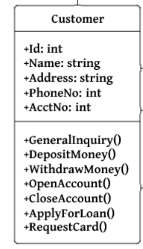 Customer
+Id: int
+Name: string
+Address: string
+PhoneNo: int
+AcctNo: int
+GeneralInquiry()
+DepositMoney()
+WithdrawMoney()
+OpenAccount()
+CloseAccount()
+ApplyForLoan()
+RequestCard()